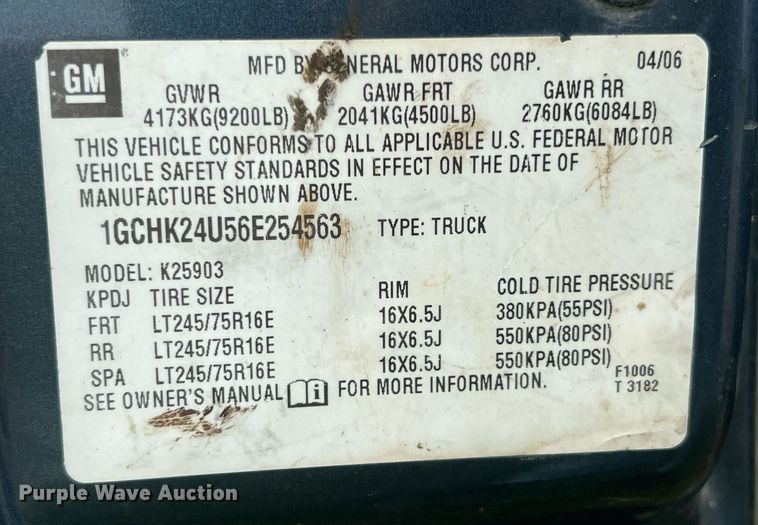 GM
MFD BY GENERAL MOTORS CORP. 04/06
GVWR GAWR FRT GAWR RR
4173KG(9200LB) 2041KG(4500LB) 2760KG(6084LB)
THIS VEHICLE CONFORMS TO ALL APPLICABLE U.S. FEDERAL MOTOR
VEHICLE SAFETY STANDARDS IN EFFECT ON THE DATE OF
MANUFACTURE SHOWN ABOVE.
1GCHK24U56E254563 TYPE: TRUCK
MODEL: K25903
KPDJ TIRE SIZE RIM COLD TIRE PRESSURE
FRT LT245/75R16E 16X6.5J 380KPA(55PSI)
RR LT245/75R16E 16X6.5J 550KPA(80PSI)
SPA LT245/75R16E 16X6.5J 550KPA(80PSI)
SEE OWNER'S MANUAL FOR MORE INFORMATION.
F1006
T 3182
Purple Wave Auction